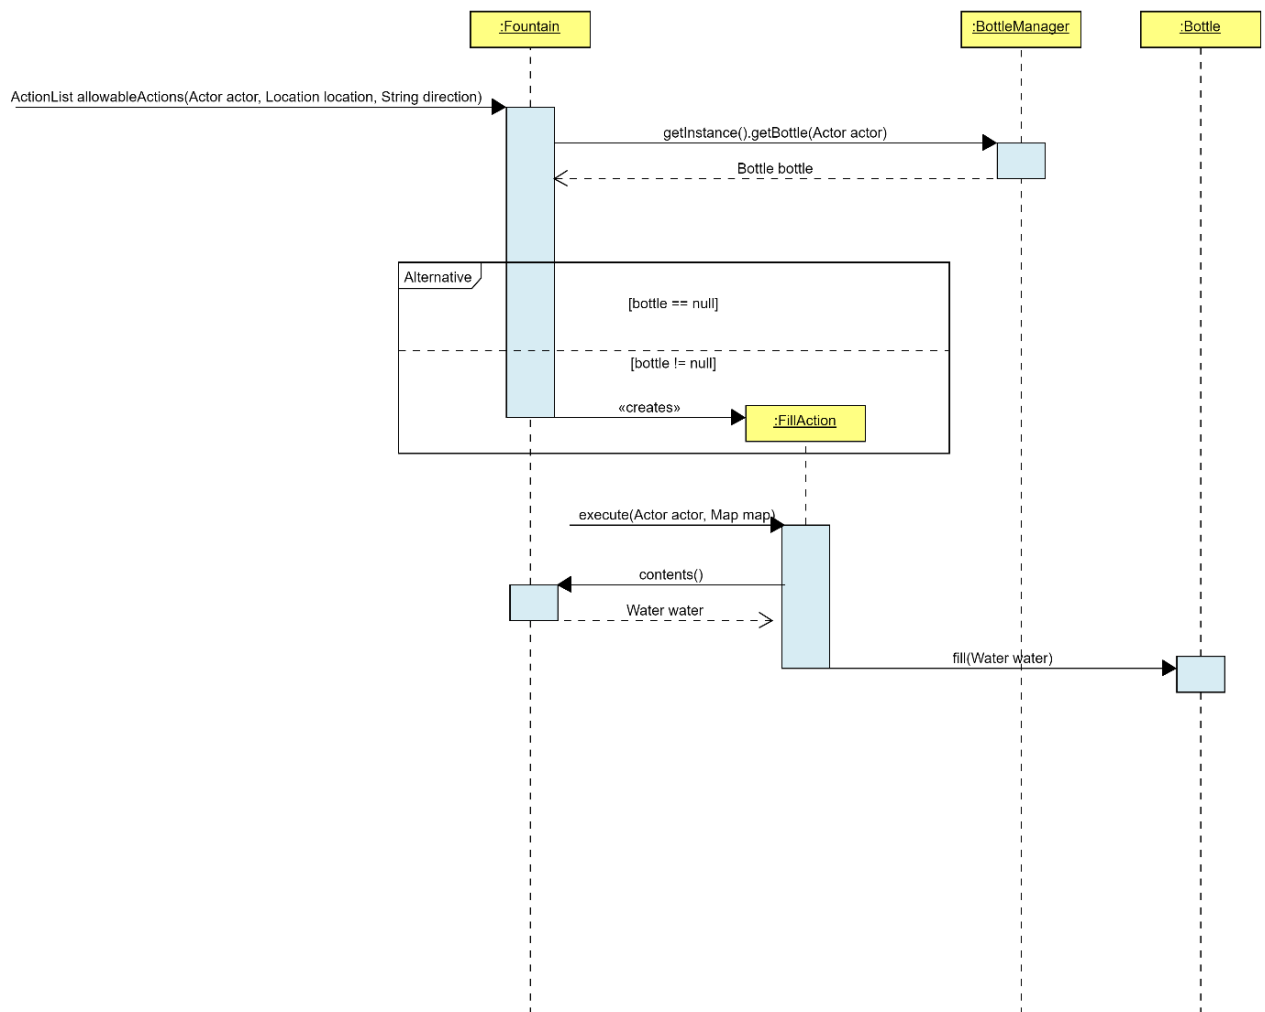 :Fountain
:BottleManager
:Bottle
ActionList allowableActions(Actor actor, Location location, String direction)
getInstance().getBottle(Actor actor)
Bottle bottle
Alternative
[bottle == null]
[bottle != null]
«creates»
:FillAction
execute(Actor actor, Map map)
contents()
Water water
fill(Water water)